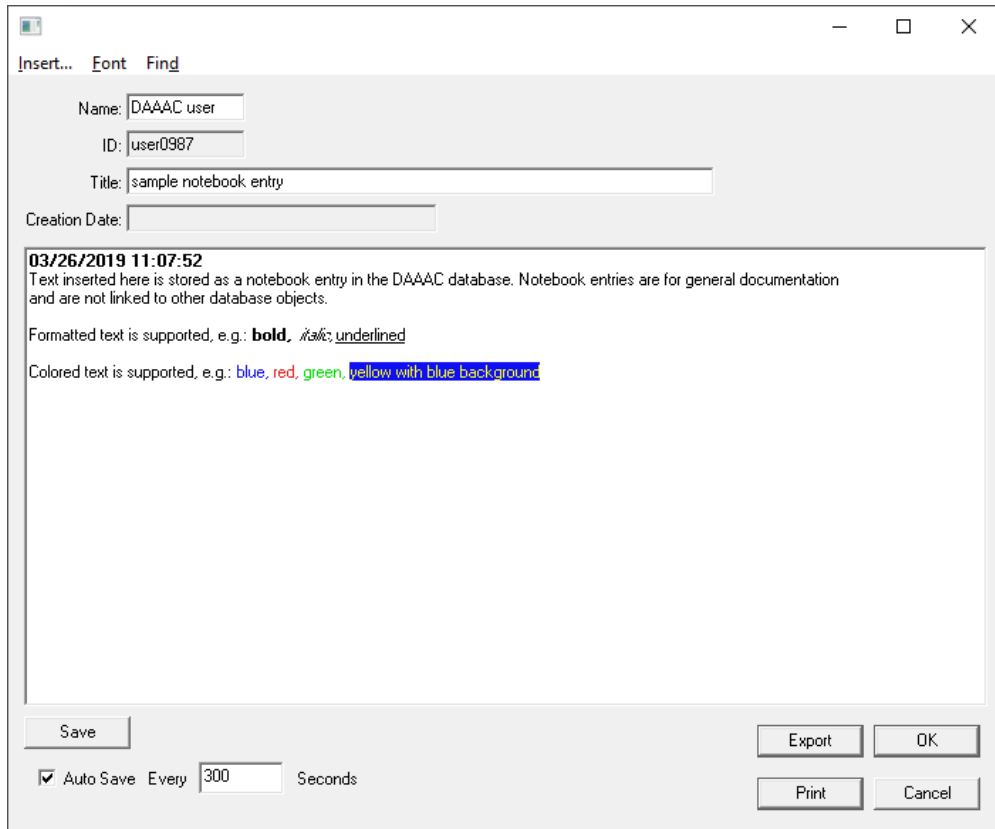 Insert... Font Find
Name: DAAAC user
ID: user0987
Title: sample notebook entry
Creation Date:
03/26/2019 11:07:52
Text inserted here is stored as a notebook entry in the DAAAC database. Notebook entries are for general documentation
and are not linked to other database objects.
Formatted text is supported, e.g.: bold, italic, underlined
Colored text is supported, e.g.: blue, red, green, yellow with blue background
Save
Export OK
Auto Save Every 300 Seconds
Print Cancel